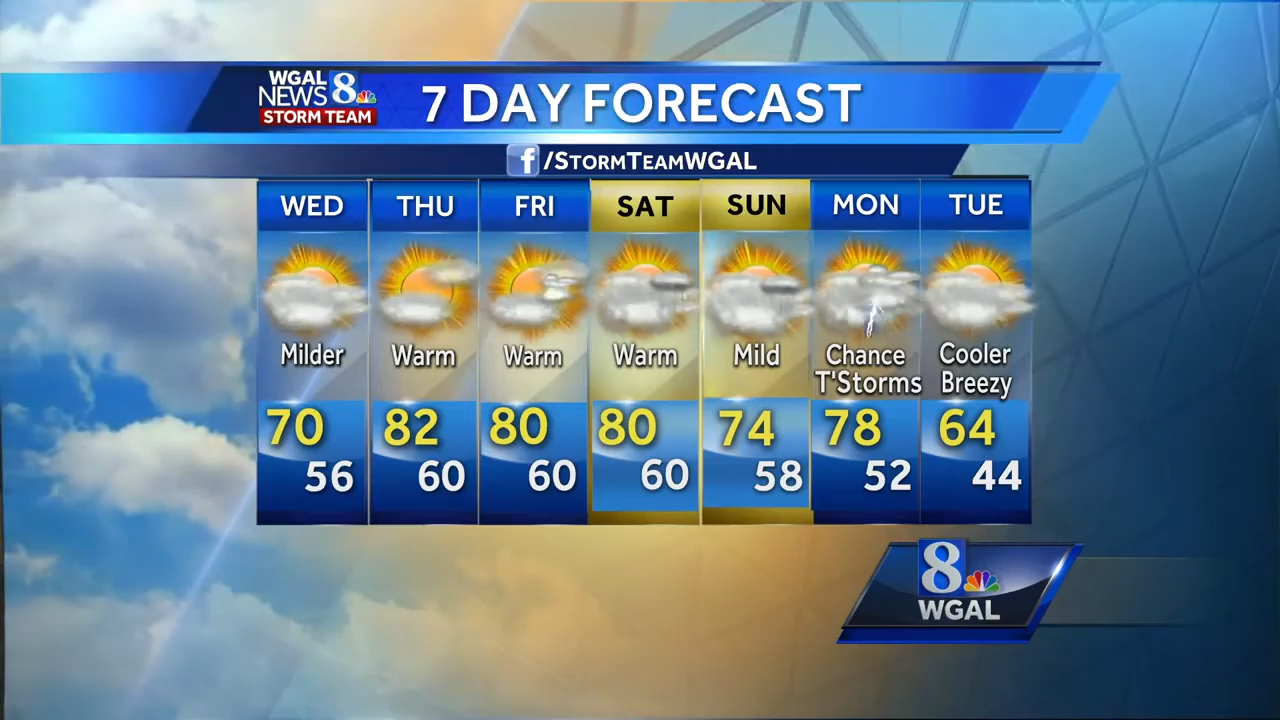 WGAL
NEWS 8
STORM TEAM
7 DAY FORECAST
f /STORMTEAMWGAL
WED THU FRI SAT SUN MON TUE
Milder Warm Warm Warm Mild Chance T'Storms Cooler Breezy
70 82 80 80 74 78 64
56 60 60 60 58 52 44
8
WGAL